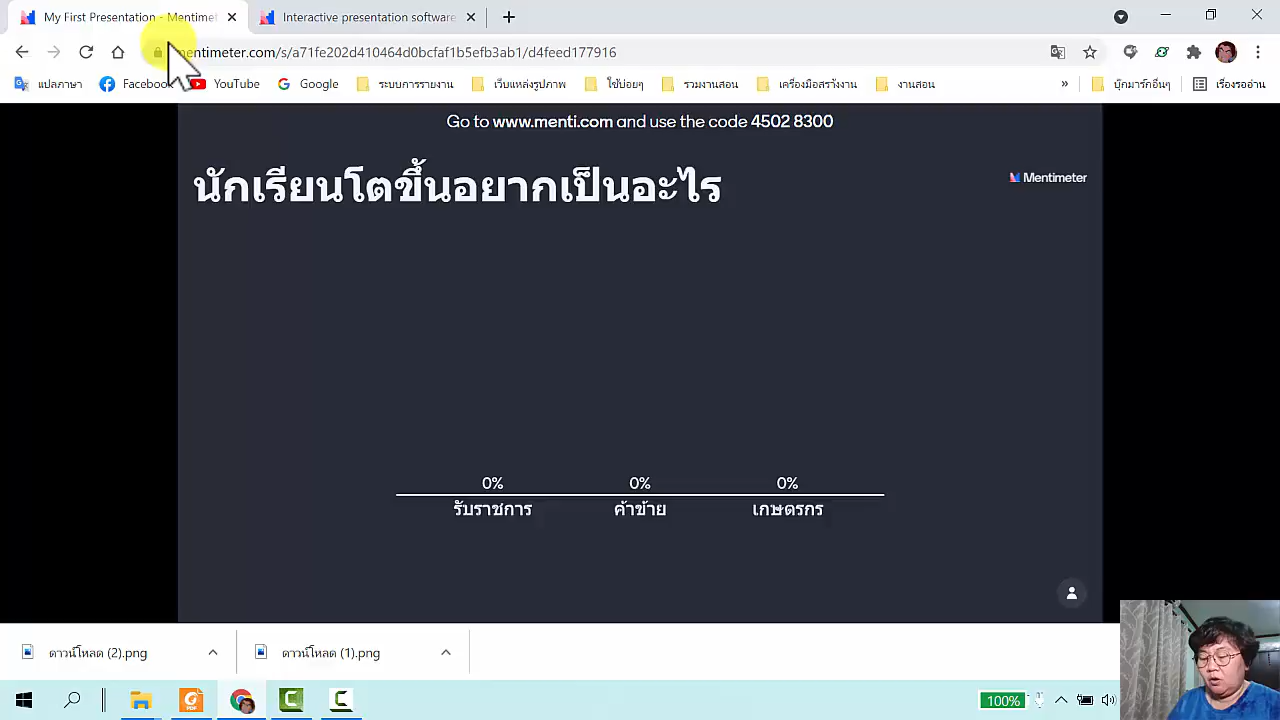 My First Presentation - Mentimet
Interactive presentation software
mentimeter.com/s/a71fe202d410464d0bcfaf1b5efb3ab1/d4feed177916
แปลภาษา
Facebook
YouTube
Google
ระบบการรายงาน
เว็บแหล่งรูปภาพ
ใช้บ่อยๆ
รวมงานสอน
เครื่องมือสร้างงาน
งานสอน
»
บุ๊กมาร์กอื่นๆ
เรื่องรออ่าน
Go to www.menti.com and use the code 4502 8300
นักเรียนโตขึ้นอยากเป็นอะไร
Mentimeter
0% 0% 0%
รับราชการ ค้าข้าย เกษตรกร
ดาวน์โหลด (2).png
ดาวน์โหลด (1).png
PDF
100%